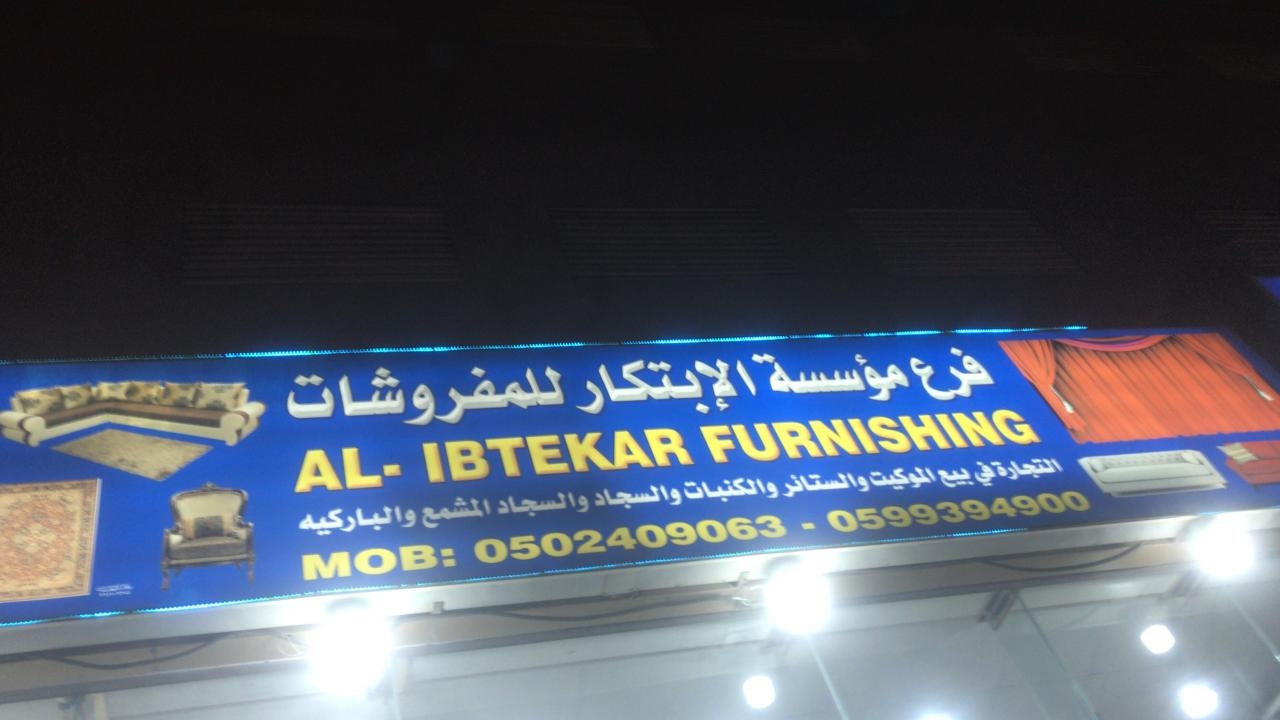 فرع مؤسسة الإبتكار للمفروشات
AL- IBTEKAR FURNISHING
التجارة في بيع الموكيت والستائر والكنبات والسجاد والسجاد المشمع والباركيه
MOB: 0502409063 - 0599394900